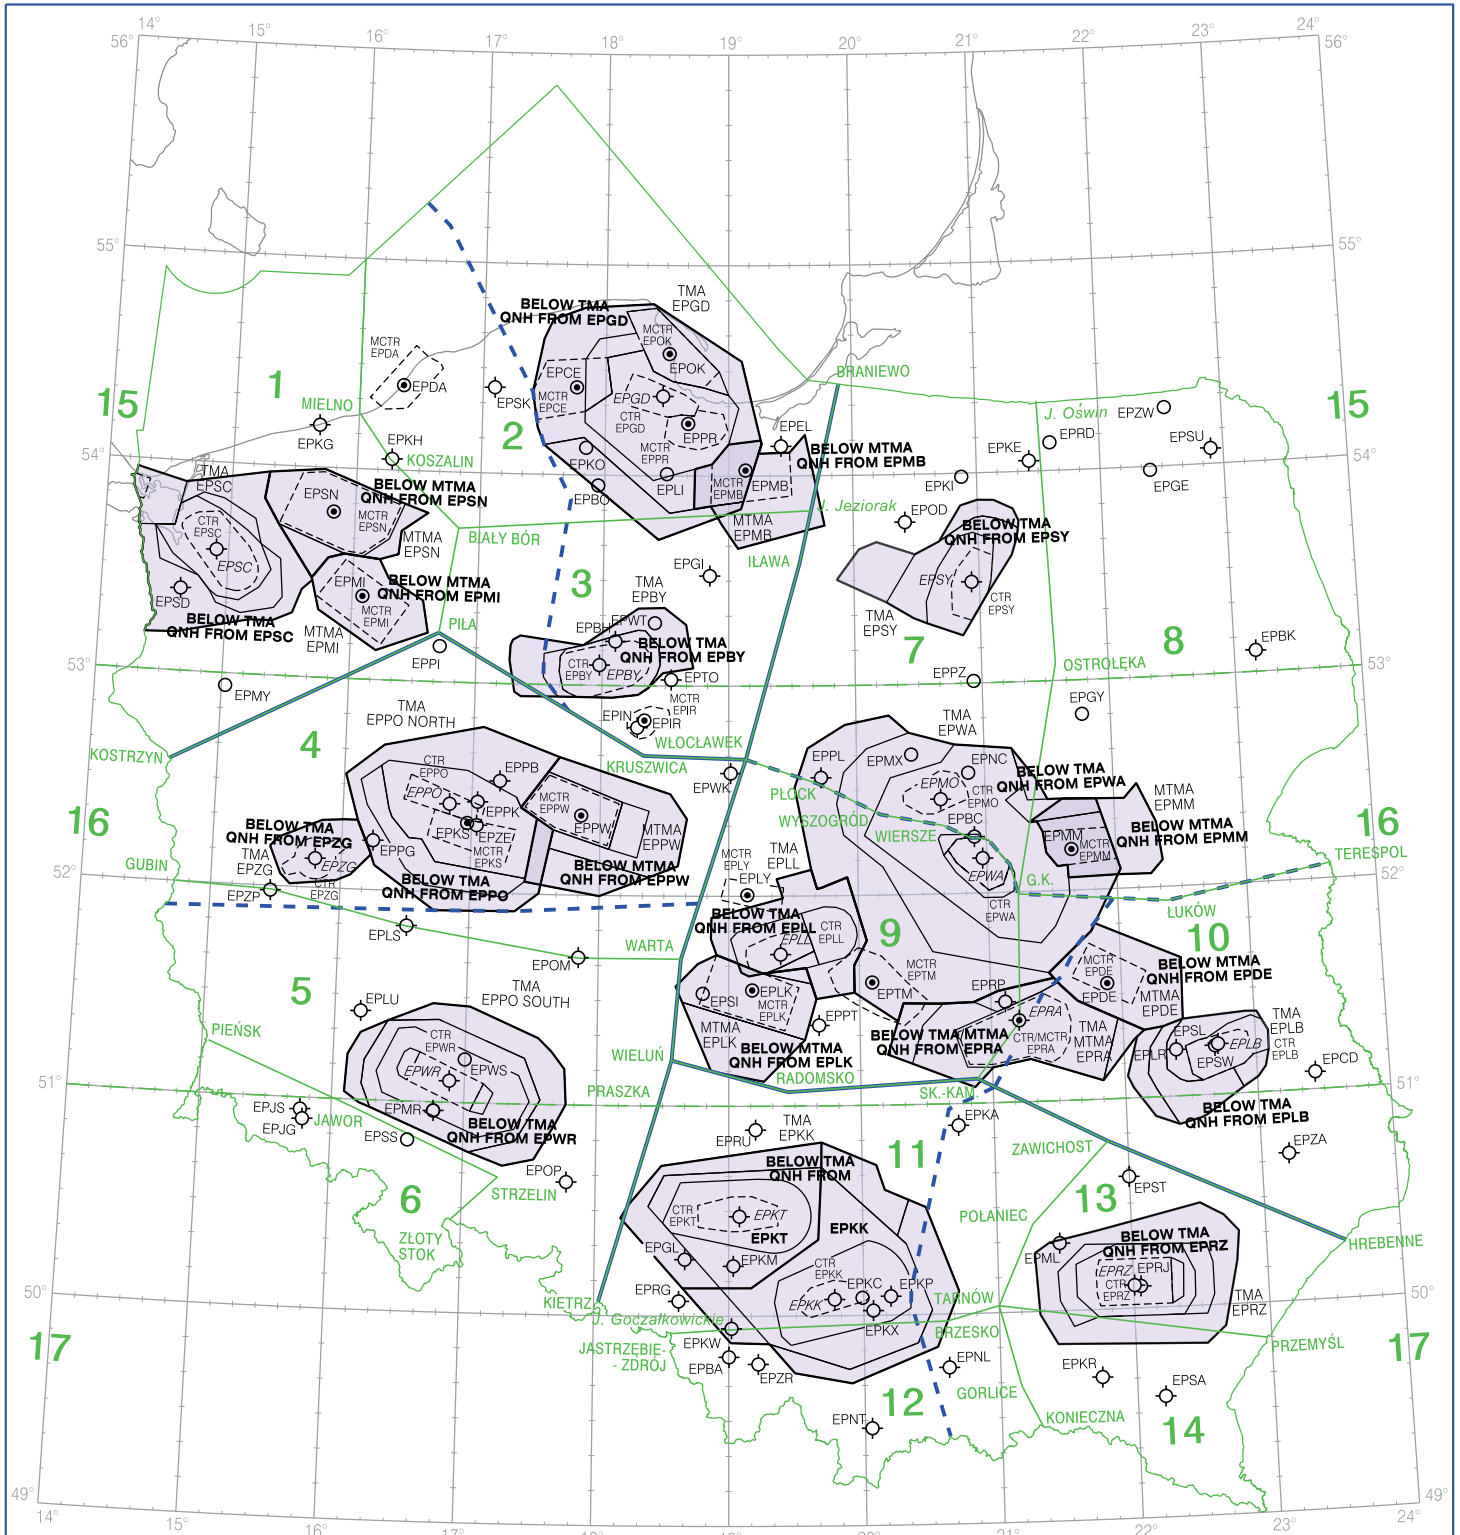 14°
15°
16°
17°
18°
19°
20°
21°
22°
23°
24°
56°
56°
55°
55°
TMA
EPGD
BELOW TMA
QNH FROM EPGD
MCTR
EPOK
EPOK
MCTR
EPDA
EPDA
EPCE
MCTR
EPCE
EPGD
CTR
EPGD
EPPR
MCTR
EPPR
EPSK
BRANIEWO
15
1
MIELNO
EPKG
EPKH
KOSZALIN
2
EPKO
EPBO
EPLI
EPEL
MCTR
EPMB
EPMB
BELOW MTMA
QNH FROM EPMB
MTMA
EPMB
J. Oświn
EPRD
EPZW
EPSU
15
EPKE
EPKI
EPGE
54°
54°
TMA
EPSC
CTR
EPSC
EPSC
EPSD
BELOW TMA
QNH FROM EPSC
EPSN
MCTR
EPSN
BELOW MTMA
QNH FROM EPSN
MTMA
EPSN
EPMI
MCTR
EPMI
BELOW MTMA
QNH FROM EPMI
MTMA
EPMI
BIAŁY BÓR
J. Jeziorak
IŁAWA
EPGI
EPOD
BELOW TMA
QNH FROM EPSY
EPSY
CTR
EPSY
TMA
EPSY
3
TMA
EPBY
EPWT
EPBH
BELOW TMA
QNH FROM EPBY
CTR
EPBY
EPBY
EPTO
PIŁA
EPPI
7
8
EPBK
OSTROŁĘKA
EPPZ
EPGY
53°
53°
EPMY
TMA
EPPO NORTH
MCTR
EPIR
EPIN
EPIR
WŁOCŁAWEK
KRUSZWICA
KOSTRZYN
4
CTR
EPPO
EPPO
EPPB
EPPK
EPKS
EPZE
MCTR
EPKS
EPPG
BELOW TMA
QNH FROM EPPO
MCTR
EPPW
EPPW
MTMA
EPPW
BELOW MTMA
QNH FROM EPPW
EPWK
PŁOCK
WYSZOGRÓD
WIERSZE
TMA
EPWA
EPPL
EPMX
EPNC
EPMO
CTR
EPMO
EPBC
EPWA
CTR
EPWA
G.K.
BELOW TMA
QNH FROM EPWA
MTMA
EPMM
EPMM
MCTR
EPMM
BELOW MTMA
QNH FROM EPMM
16
16
TERESPOL
GUBIN
BELOW TMA
QNH FROM EPZG
TMA
EPZG
EPZG
CTR
EPZG
EPZP
52°
52°
MCTR
EPLY
EPLY
TMA
EPLL
BELOW TMA
QNH FROM EPLL
CTR
EPLL
EPLL
ŁUKÓW
EPLS
EPOM
WARTA
9
10
5
TMA
EPPO SOUTH
EPLU
EPSI
EPLK
MCTR
EPLK
MTMA
EPLK
BELOW MTMA
QNH FROM EPLK
MCTR
EPTM
EPTM
EPPT
EPRP
EPRA
CTR/MCTR
EPRA
BELOW TMA/MTMA
QNH FROM EPRA
TMA
MTMA
EPRA
MCTR
EPDE
EPDE
MTMA
EPDE
BELOW MTMA
QNH FROM EPDE
EPSL
EPLR
EPLB
EPSW
TMA
EPLB
CTR
EPLB
BELOW TMA
QNH FROM EPLB
EPCD
PIEŃSK
CTR
EPWR
EPWR
EPWS
EPMR
BELOW TMA
QNH FROM EPWR
WIELUŃ
PRASZKA
RADOMSKO
SK.-KAM.
51°
51°
EPJS
EPJG
JAWOR
EPSS
EPOP
STRZELIN
6
ZŁOTY
STOK
EPRU
TMA
EPKK
11
EPKA
ZAWICHOST
EPZA
EPST
13
BELOW TMA
QNH FROM
CTR
EPKT
EPKT
EPKT
EPKK
EPGL
EPKM
CTR
EPKK
EPKK
EPKC
EPKP
EPKX
EPRG
KIETRZ
J. Goczałkowickie
JASTRZĘBIE-
- ZDRÓJ
EPKW
EPBA
EPZR
POŁANIEC
TARNÓW
BRZESKO
EPML
BELOW TMA
QNH FROM EPRZ
EPRZ
EPRJ
CTR
EPRZ
TMA
EPRZ
HREBENNE
PRZEMYŚL
50°
50°
17
17
EPNL
GORLICE
12
EPNT
KONIECZNA
EPKR
EPSA
14
49°
49°
14°
15°
16°
17°
18°
19°
20°
21°
22°
23°
24°